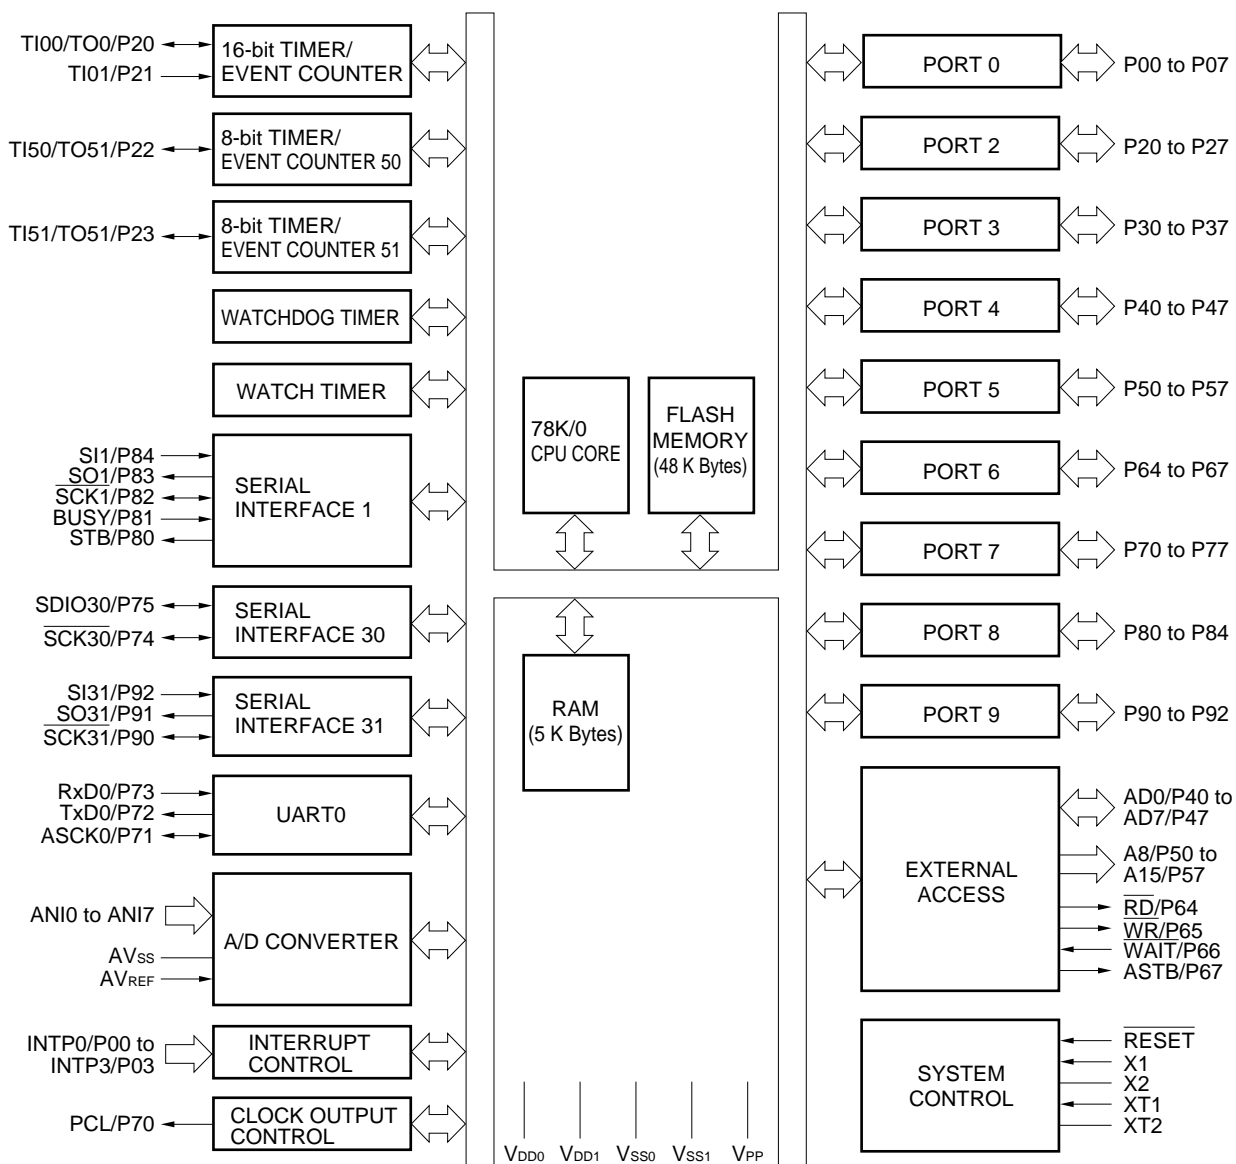 TI00/TO0/P20
TI01/P21
16-bit TIMER/
EVENT COUNTER
TI50/TO51/P22
8-bit TIMER/
EVENT COUNTER 50
TI51/TO51/P23
8-bit TIMER/
EVENT COUNTER 51
WATCHDOG TIMER
WATCH TIMER
SI1/P84
SO1/P83
SCK1/P82
BUSY/P81
STB/P80
SERIAL
INTERFACE 1
SDIO30/P75
SCK30/P74
SERIAL
INTERFACE 30
SI31/P92
SO31/P91
SCK31/P90
SERIAL
INTERFACE 31
RxD0/P73
TxD0/P72
ASCK0/P71
UART0
ANI0 to ANI7
AVSS
AVREF
A/D CONVERTER
INTP0/P00 to
INTP3/P03
INTERRUPT
CONTROL
PCL/P70
CLOCK OUTPUT
CONTROL
78K/0
CPU CORE
FLASH
MEMORY
(48 K Bytes)
RAM
(5 K Bytes)
VDD0 VDD1 VSS0 VSS1 VPP
PORT 0
P00 to P07
PORT 2
P20 to P27
PORT 3
P30 to P37
PORT 4
P40 to P47
PORT 5
P50 to P57
PORT 6
P64 to P67
PORT 7
P70 to P77
PORT 8
P80 to P84
PORT 9
P90 to P92
EXTERNAL
ACCESS
AD0/P40 to
AD7/P47
A8/P50 to
A15/P57
RD/P64
WR/P65
WAIT/P66
ASTB/P67
SYSTEM
CONTROL
RESET
X1
X2
XT1
XT2